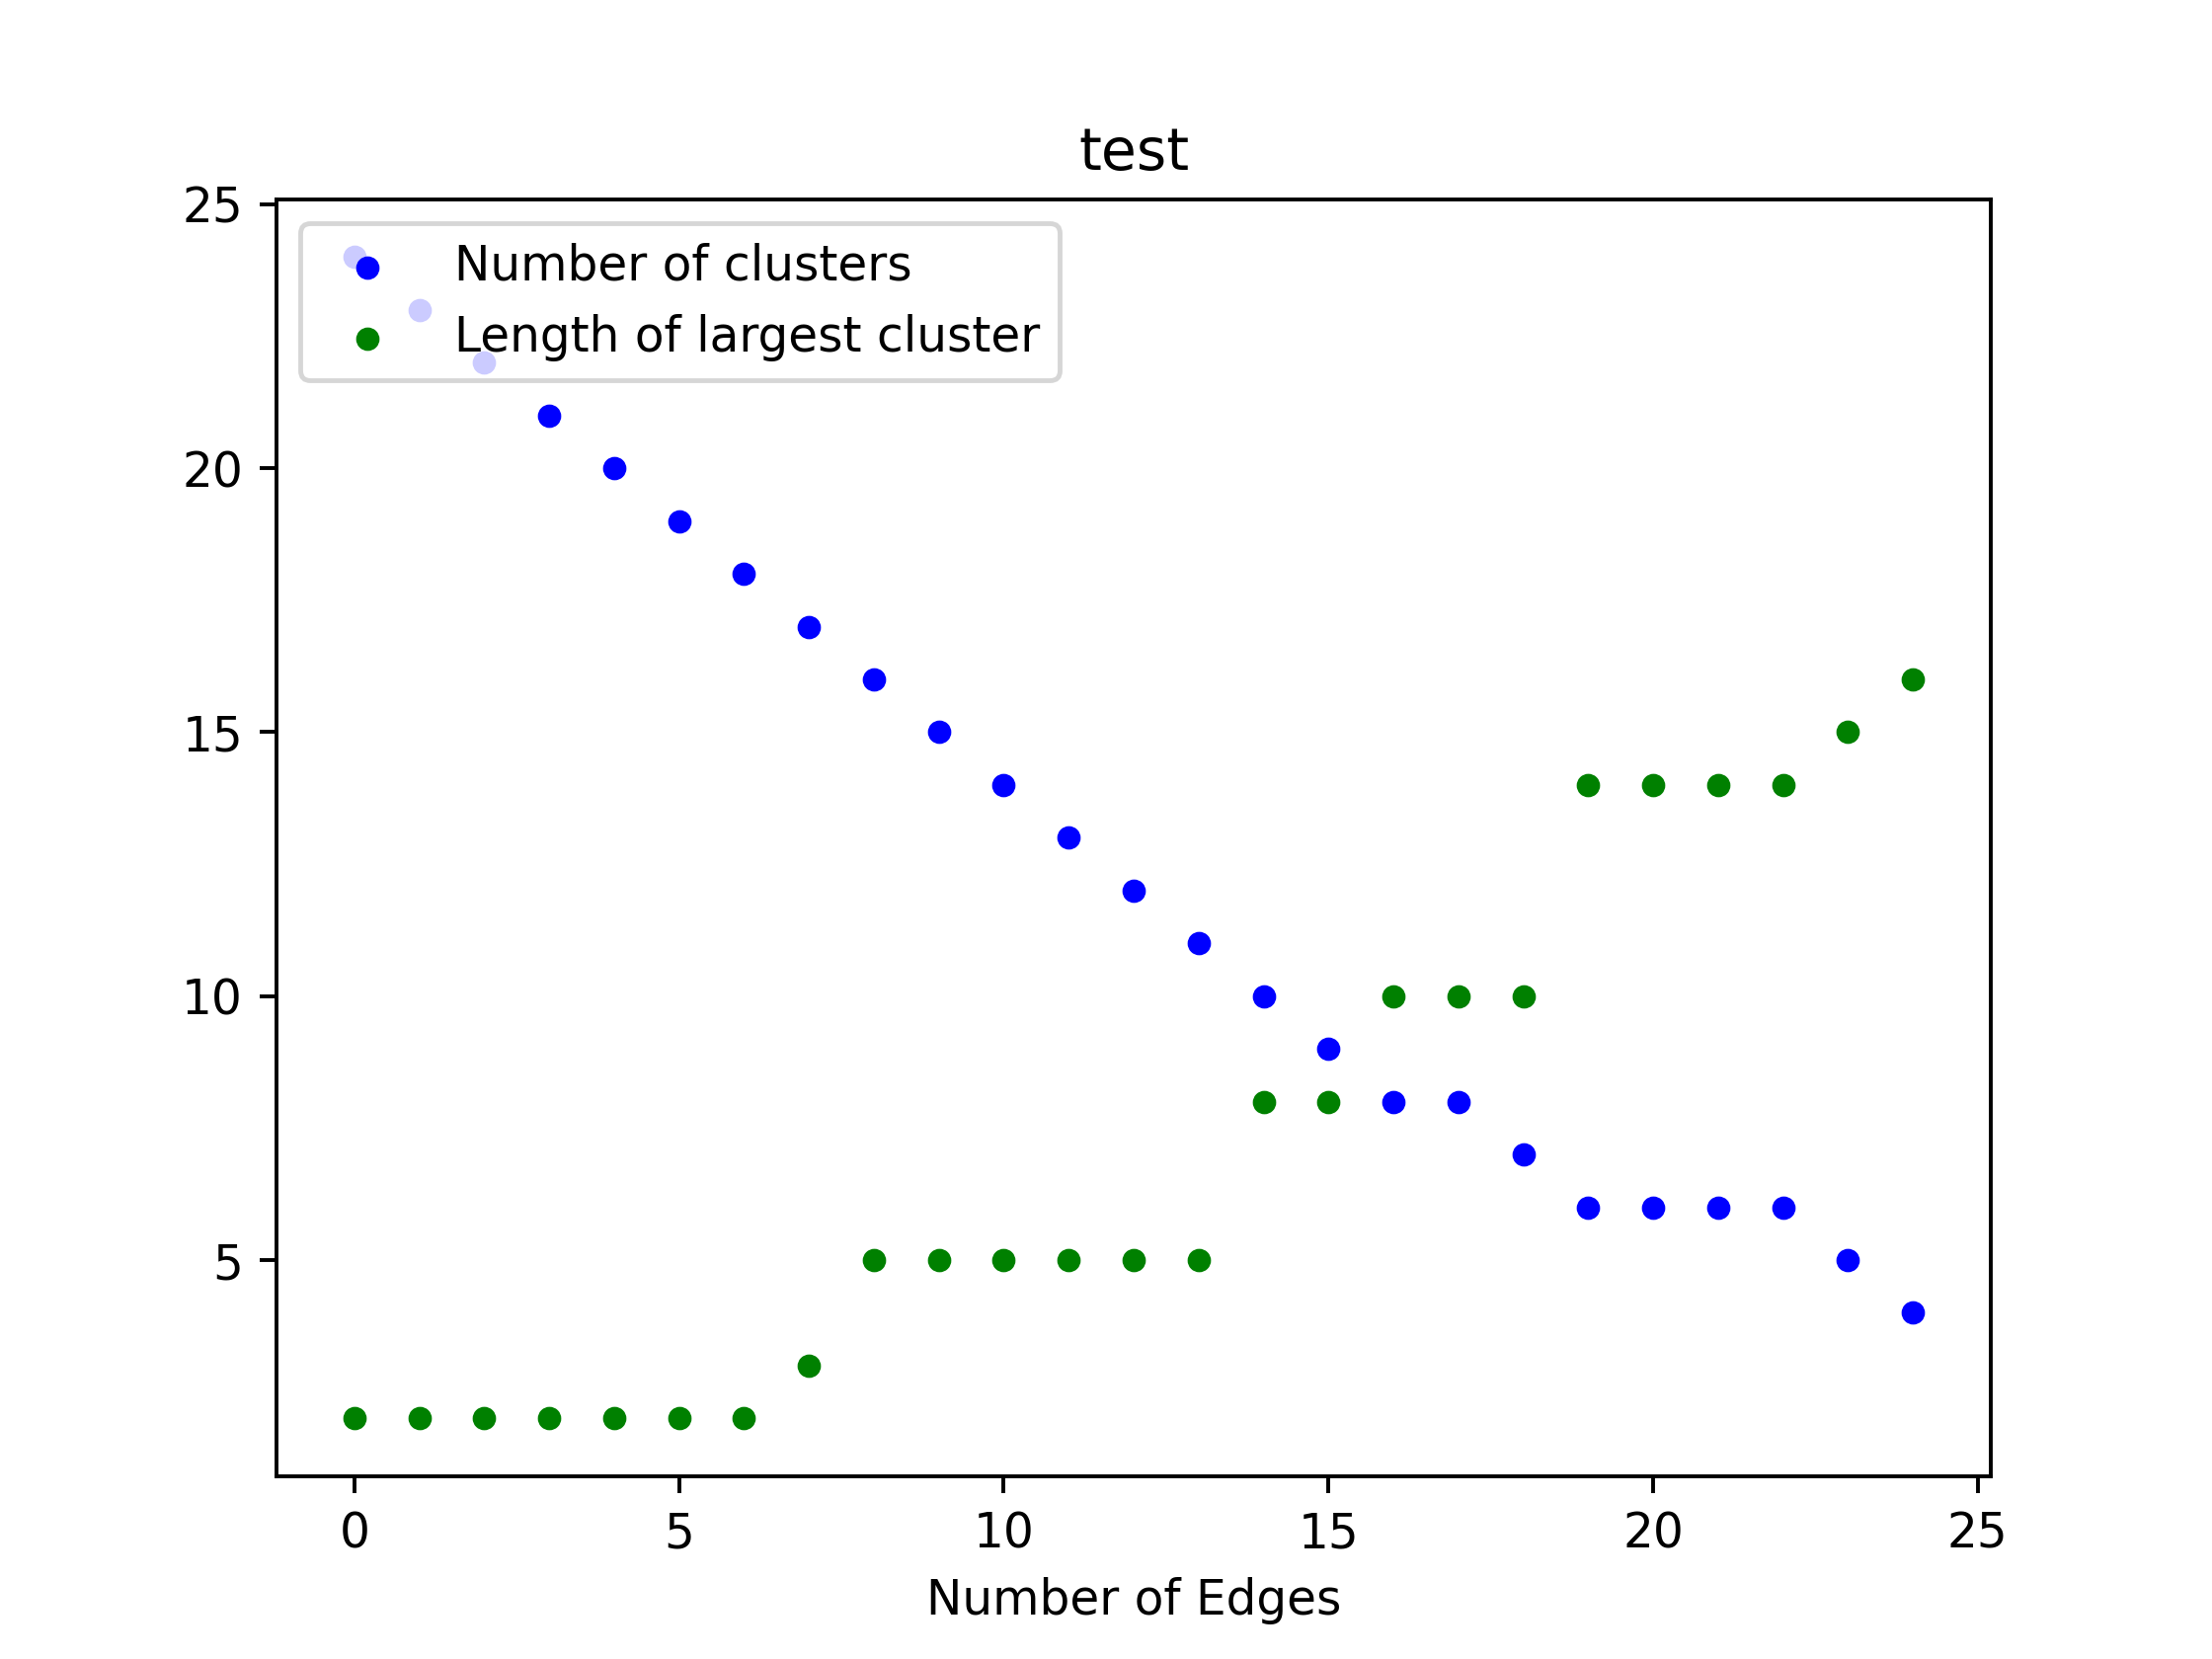 test
25
20
15
10
5
Number of clusters
Length of largest cluster
0 5 10 15 20 25
Number of Edges